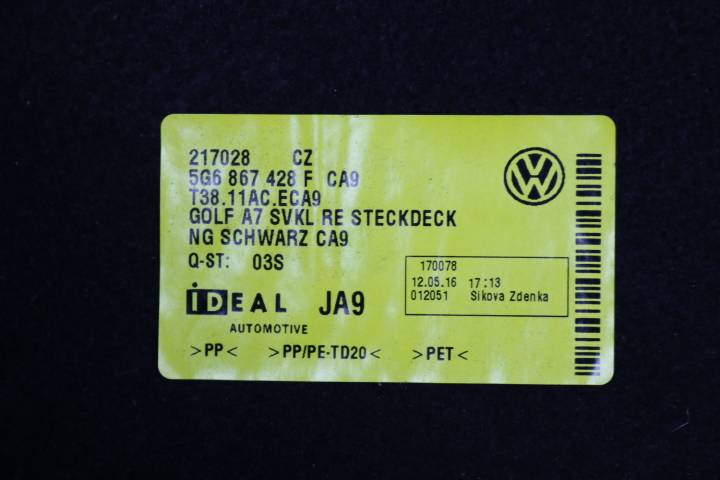 217028 CZ
5G6 867 428 F CA9
T38.11AC.ECA9
GOLF A7 SVKL RE STECKDECK
NG SCHWARZ CA9
Q-ST: 03S
170078
12.05.16 17:13
012051 Sikova Zdenka
iDEAL JA9
AUTOMOTIVE
>PP< >PP/PE-TD20< >PET<